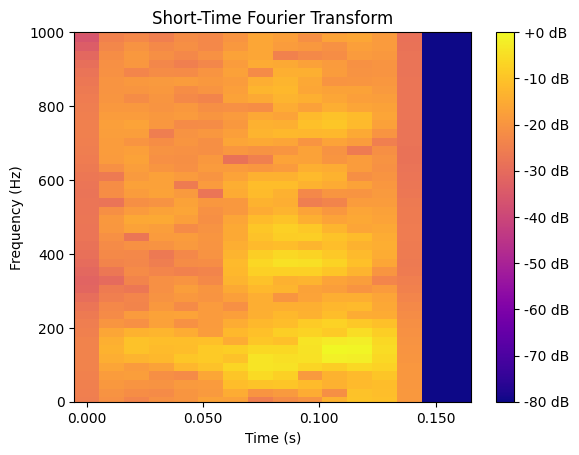 Short-Time Fourier Transform
Frequency (Hz)
1000
800
600
400
200
0
0.000
0.050
0.100
0.150
Time (s)
+0 dB
-10 dB
-20 dB
-30 dB
-40 dB
-50 dB
-60 dB
-70 dB
-80 dB